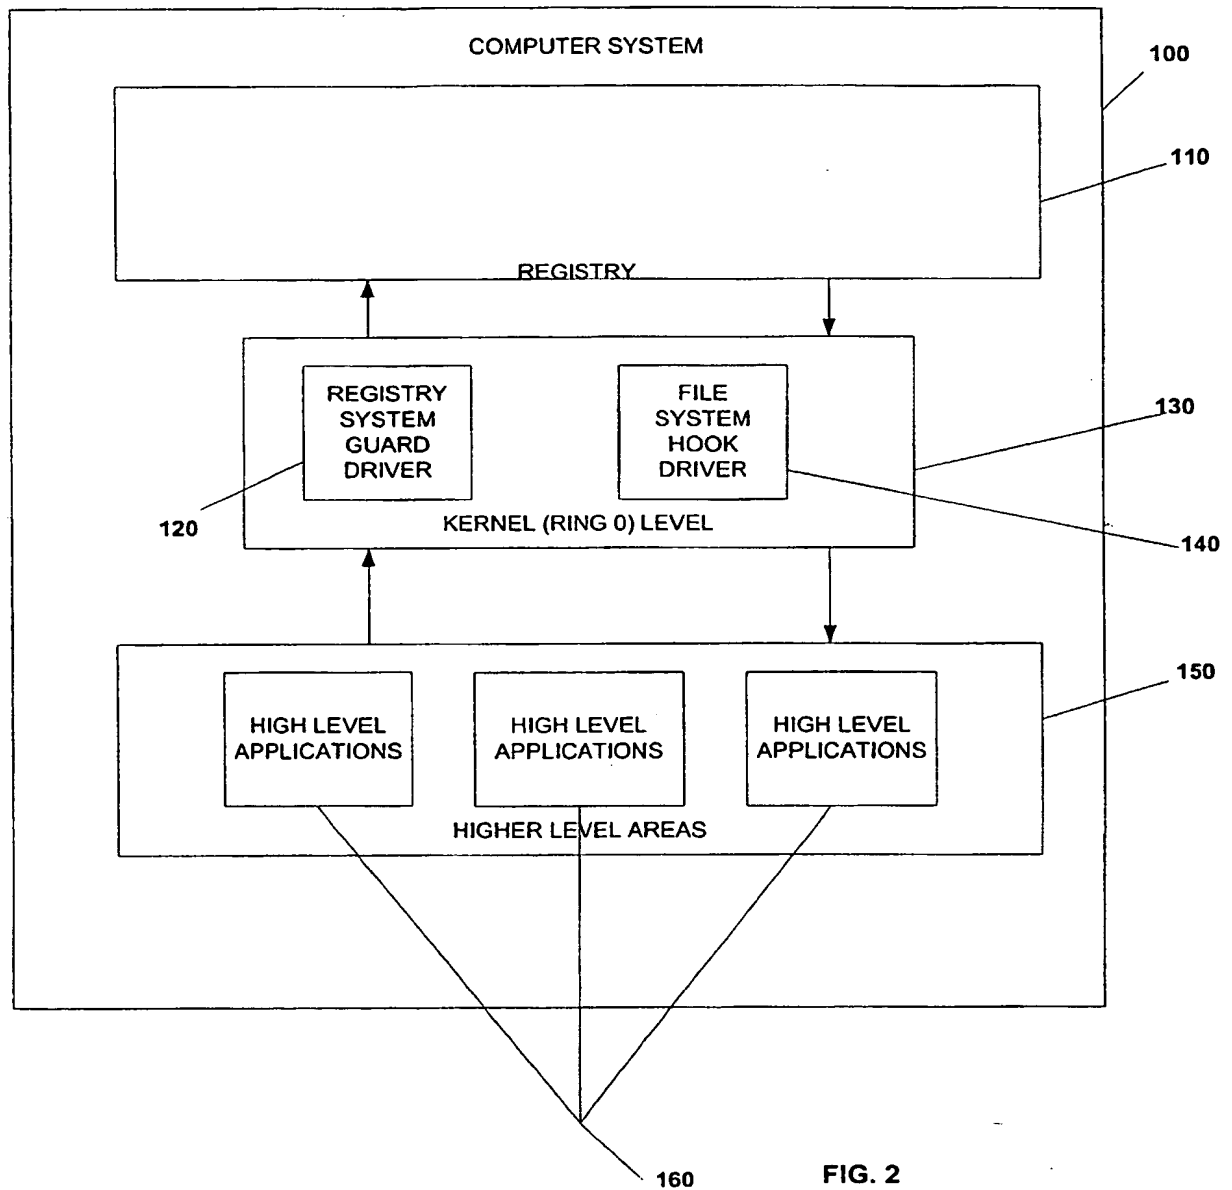 COMPUTER SYSTEM
100
110
REGISTRY
REGISTRY
SYSTEM
GUARD
DRIVER
FILE
SYSTEM
HOOK
DRIVER
130
120
KERNEL (RING 0) LEVEL
140
150
HIGH LEVEL
APPLICATIONS
HIGH LEVEL
APPLICATIONS
HIGH LEVEL
APPLICATIONS
HIGHER LEVEL AREAS
160
FIG. 2